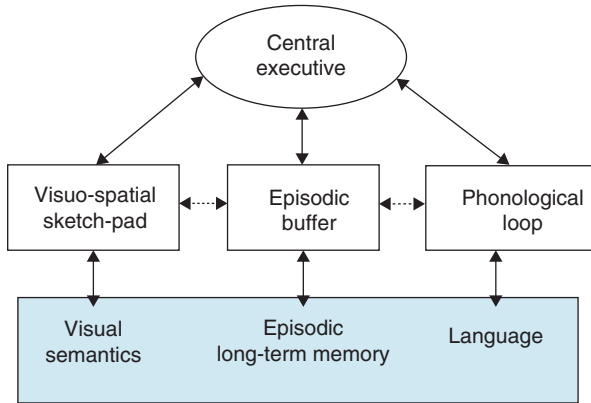 Central
executive
Visuo-spatial
sketch-pad
Episodic
buffer
Phonological
loop
Visual
semantics
Episodic
long-term memory
Language